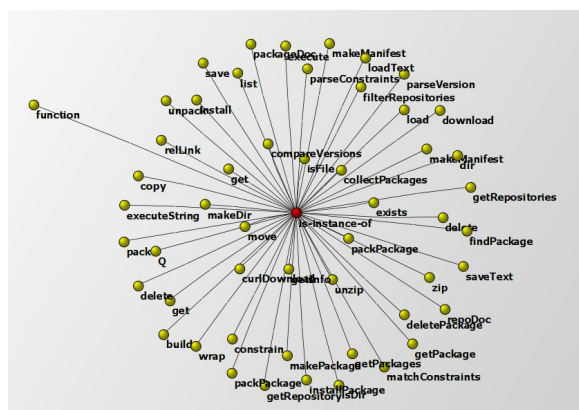 packageDoc
execute
makeManifest
loadText
save
list
parseConstraints
parseVersion
filterRepositories
function
unpack
install
load
download
relLink
compareVersions
isFile
makeManifest
dir
get
collectPackages
copy
getRepositories
executeString
makeDir
exists
is-instance-of
delete
move
findPackage
pack
Q
packPackage
curlDownload
getInfo
unzip
zip
saveText
delete
get
deletePackage
repoDoc
build
wrap
constrain
makePackage
getPackages
getPackage
packPackage
matchConstraints
getRepository
installPackage
isDir